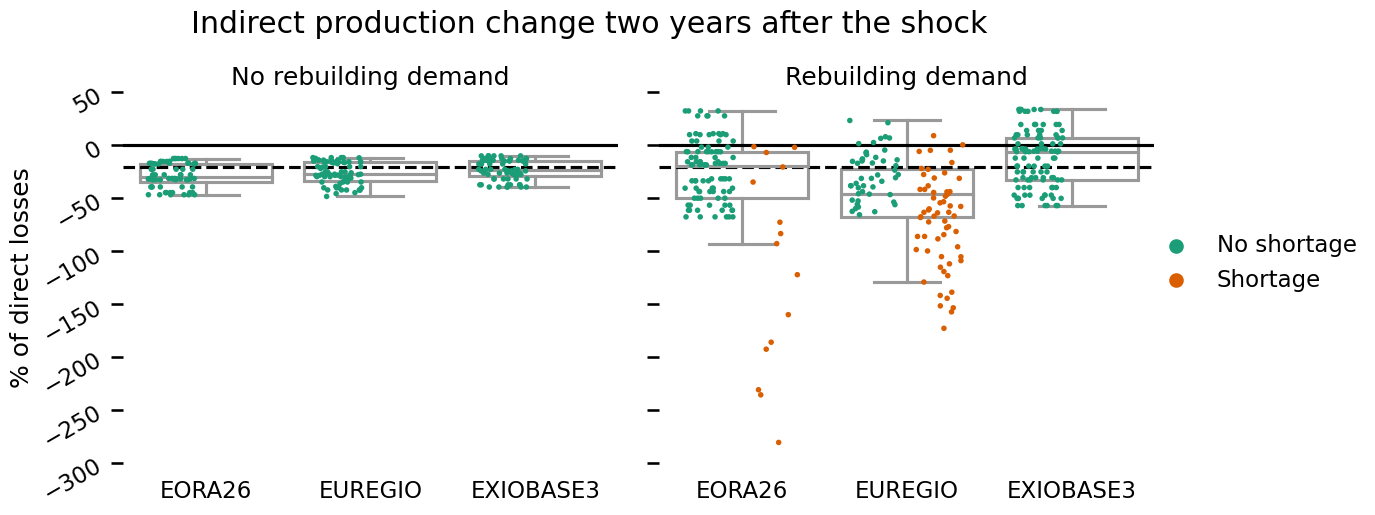 Indirect production change two years after the shock
No rebuilding demand
Rebuilding demand
% of direct losses
50
0
−50
−100
−150
−200
−250
−300
EORA26
EUREGIO
EXIOBASE3
EORA26
EUREGIO
EXIOBASE3
No shortage
Shortage